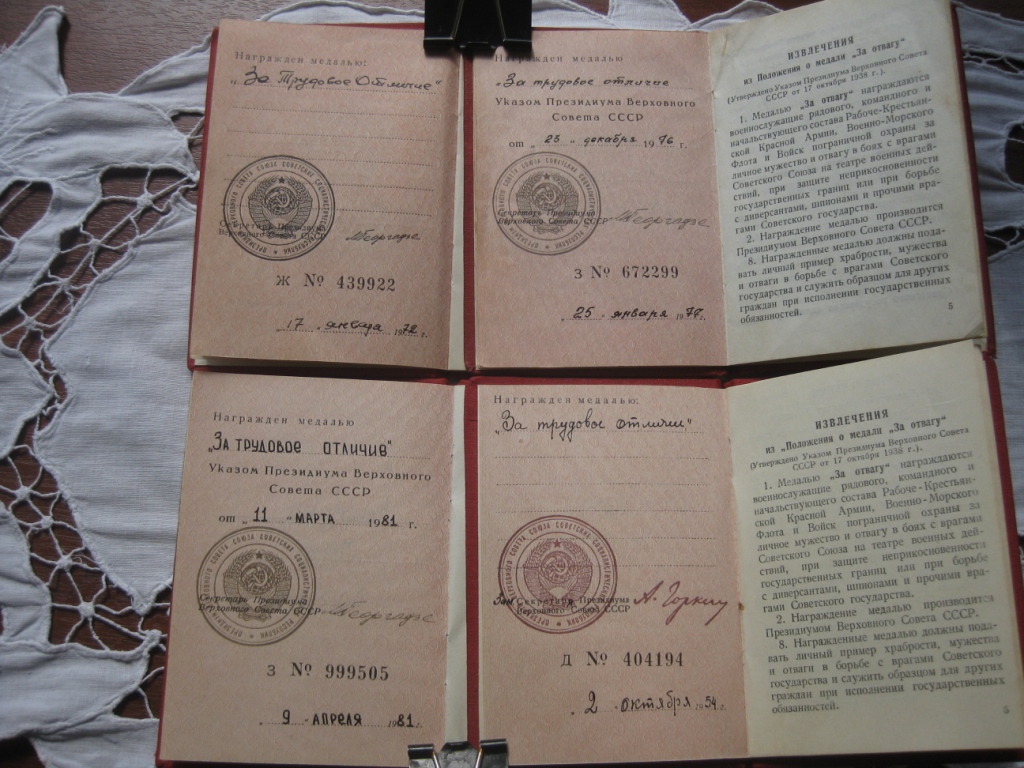 Награжден медалью:
„За Трудовое Отличие"
Секретарь Президиума
Верховного Совета СССР
Ж № 439922
„17" января 1972 г.
Награжден медалью
„За трудовое отличие
Указом Президиума Верховного
Совета СССР
от „25" декабря 1976 г.
Секретарь Президиума
Верховного Совета СССР
З № 672299
„25" января 1977 г.
ИЗВЛЕЧЕНИЯ
из Положения о медали „За отвагу"
(Утверждено Указом Президиума Верховного Совета
СССР от 17 октября 1938 г.).
1. Медалью „За отвагу" награждаются
военнослужащие рядового, командного и
начальствующего состава Рабоче-Крестьян-
ской Красной Армии, Военно-Морского
Флота и Войск пограничной охраны за
личное мужество и отвагу в боях с врагами
Советского Союза на театре военных дей-
ствий, при защите неприкосновенности
государственных границ или при борьбе
с диверсантами, шпионами и прочими вра-
гами Советского государства.
2. Награждение медалью производится
Президиумом Верховного Совета СССР.
8. Награжденные медалью должны пода-
вать личный пример храбрости, мужества
и отваги в борьбе с врагами Советского
государства и служить образцом для других
граждан при исполнении государственных
обязанностей.
5
Награжден медалью
„ЗА ТРУДОВОЕ ОТЛИЧИЕ"
Указом Президиума Верховного
Совета СССР
от „11" МАРТА 1981 г.
Секретарь Президиума
Верховного Совета СССР
З № 999505
„9" АПРЕЛЯ 1981 г.
Награжден медалью:
„За трудовое отличие"
Зам Секретарь Президиума
Верховного Совета СССР
А. Горкин
Д № 404194
„2" октября 1954 г.
ИЗВЛЕЧЕНИЯ
из „Положения о медали „За отвагу"
(Утверждено Указом Президиума Верховного Совета
СССР от 17 октября 1938 г.).
1. Медалью „За отвагу" награждаются
военнослужащие рядового, командного и
начальствующего состава Рабоче-Крестьян-
ской Красной Армии, Военно-Морского
Флота и Войск пограничной охраны за
личное мужество и отвагу в боях с врагами
Советского Союза на театре военных дей-
ствий, при защите неприкосновенности
государственных границ или при борьбе
с диверсантами, шпионами и прочими вра-
гами Советского государства.
2. Награждение медалью производится
Президиумом Верховного Совета СССР.
8. Награжденные медалью должны пода-
вать личный пример храбрости, мужества
и отваги в борьбе с врагами Советского
государства и служить образцом для других
граждан при исполнении государственных
обязанностей.
5